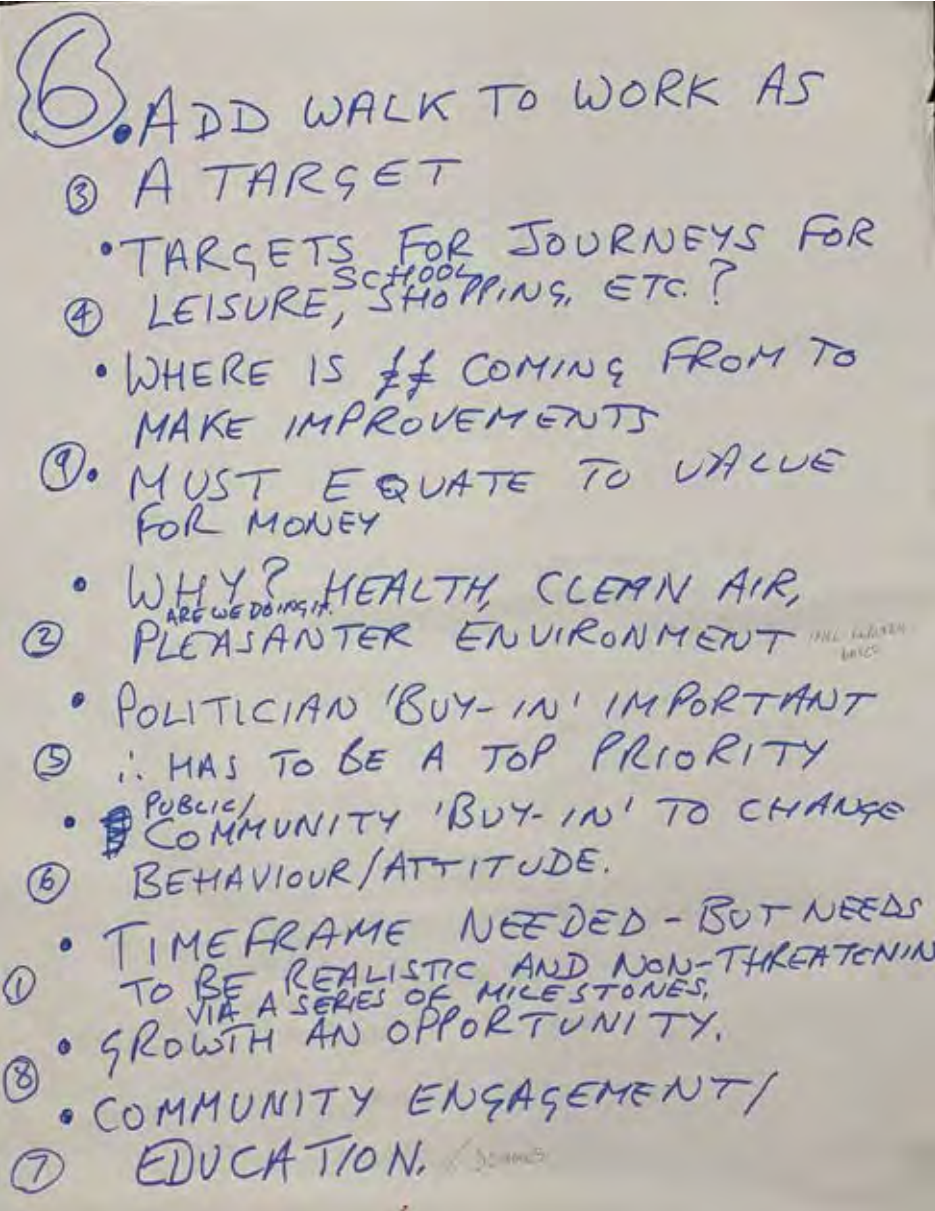 6. • ADD WALK TO WORK AS
③ A TARGET
• TARGETS FOR JOURNEYS FOR
SCHOOL
④ LEISURE, SHOPPING, ETC.?
• WHERE IS ££ COMING FROM TO
MAKE IMPROVEMENTS
⑨ • MUST EQUATE TO VALUE
FOR MONEY
• WHY? HEALTH, CLEAN AIR,
ARE WE DOING IT.
② PLEASANTER ENVIRONMENT
• POLITICIAN 'BUY-IN' IMPORTANT
⑤ ∴ HAS TO BE A TOP PRIORITY
PUBLIC/
• COMMUNITY 'BUY-IN' TO CHANGE
⑥ BEHAVIOUR/ATTITUDE.
• TIMEFRAME NEEDED - BUT NEEDS
① TO BE REALISTIC AND NON-THREATENIN
VIA A SERIES OF MILESTONES.
• GROWTH AN OPPORTUNITY.
⑧
• COMMUNITY ENGAGEMENT/
⑦ EDUCATION.